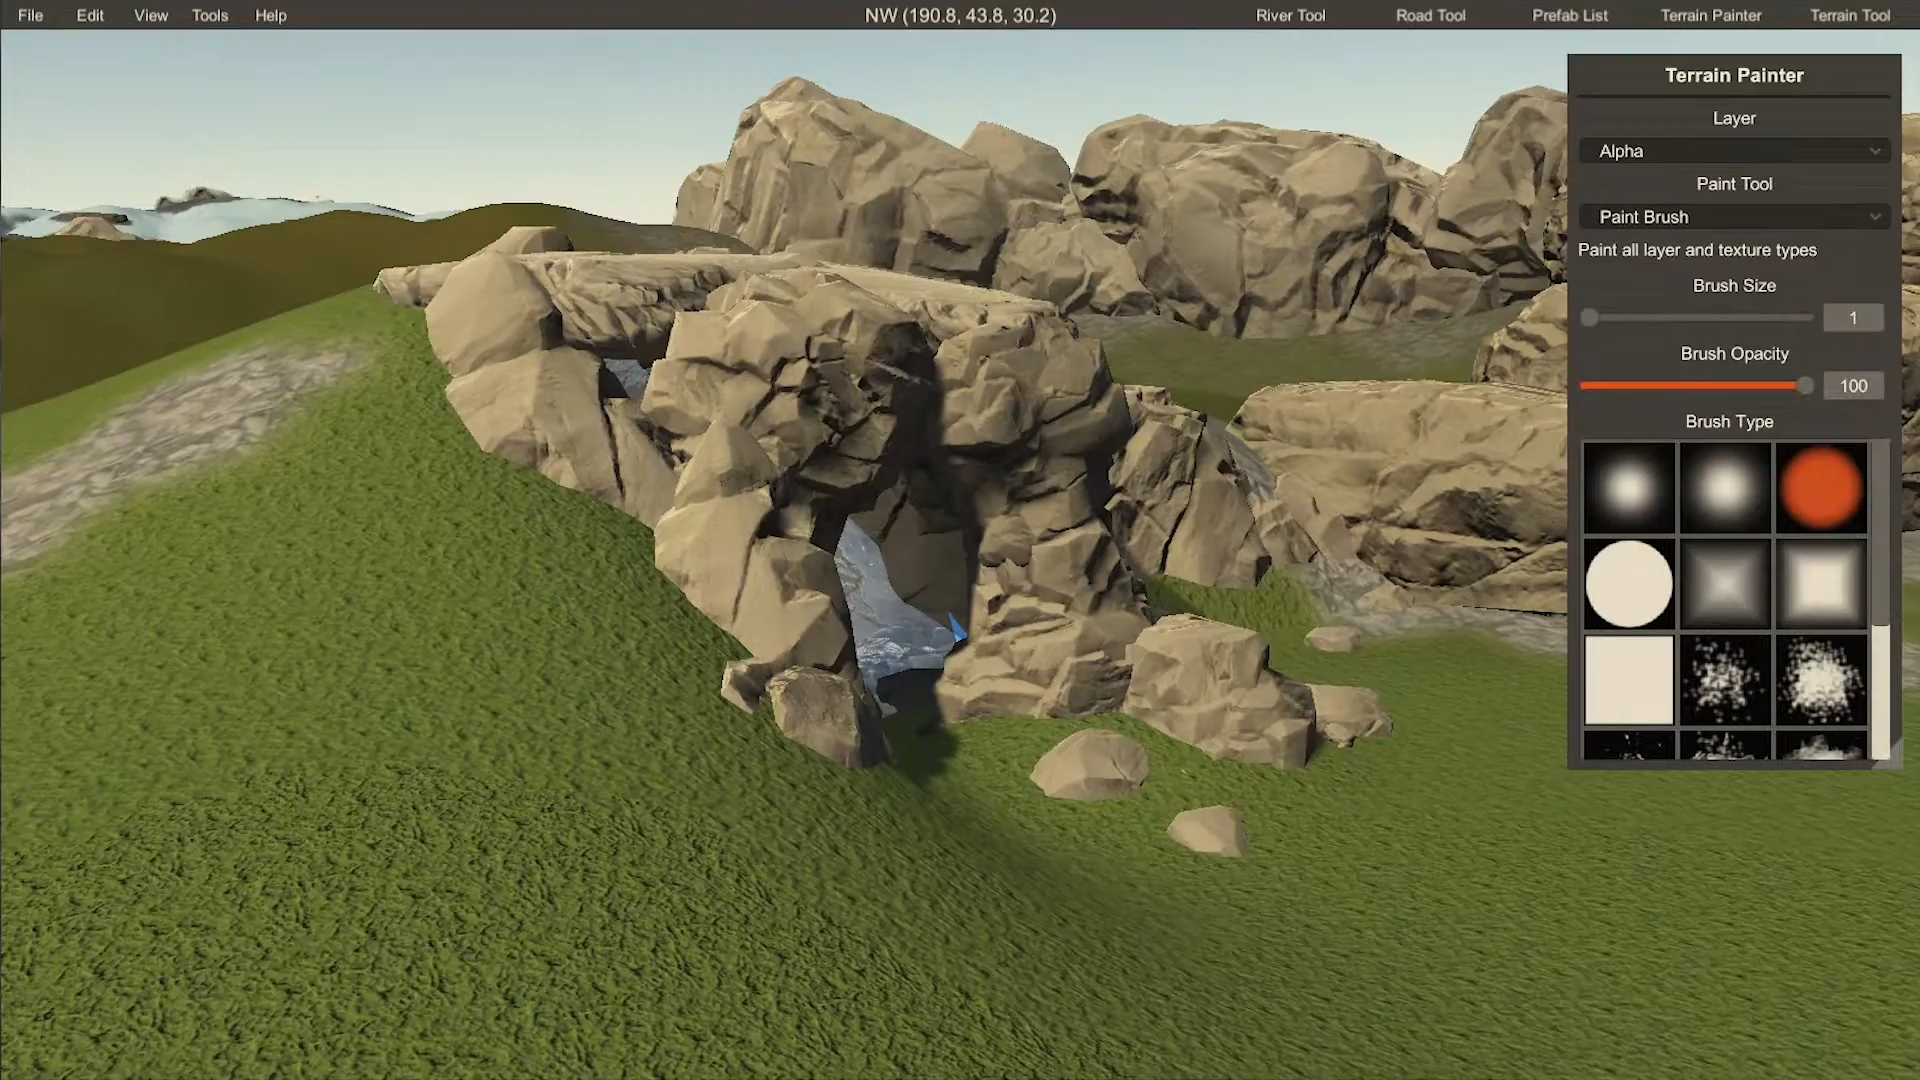 File Edit View Tools Help NW (190.8, 43.8, 30.2) River Tool Road Tool Prefab List Terrain Painter Terrain Tool
Terrain Painter
Layer
Alpha
Paint Tool
Paint Brush
Paint all layer and texture types
Brush Size
1
Brush Opacity
100
Brush Type